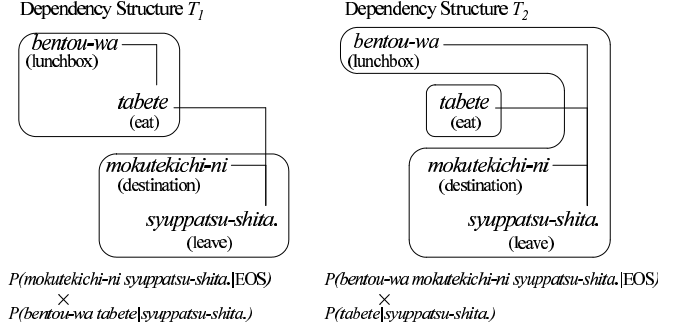 Dependency Structure T1
bentou-wa
(lunchbox)
tabete
(eat)
mokutekichi-ni
(destination)
syuppatsu-shita.
(leave)
P(mokutekichi-ni syuppatsu-shita.|EOS)
×
P(bentou-wa tabete|syuppatsu-shita.)
Dependency Structure T2
bentou-wa
(lunchbox)
tabete
(eat)
mokutekichi-ni
(destination)
syuppatsu-shita.
(leave)
P(bentou-wa mokutekichi-ni syuppatsu-shita.|EOS)
×
P(tabete|syuppatsu-shita.)